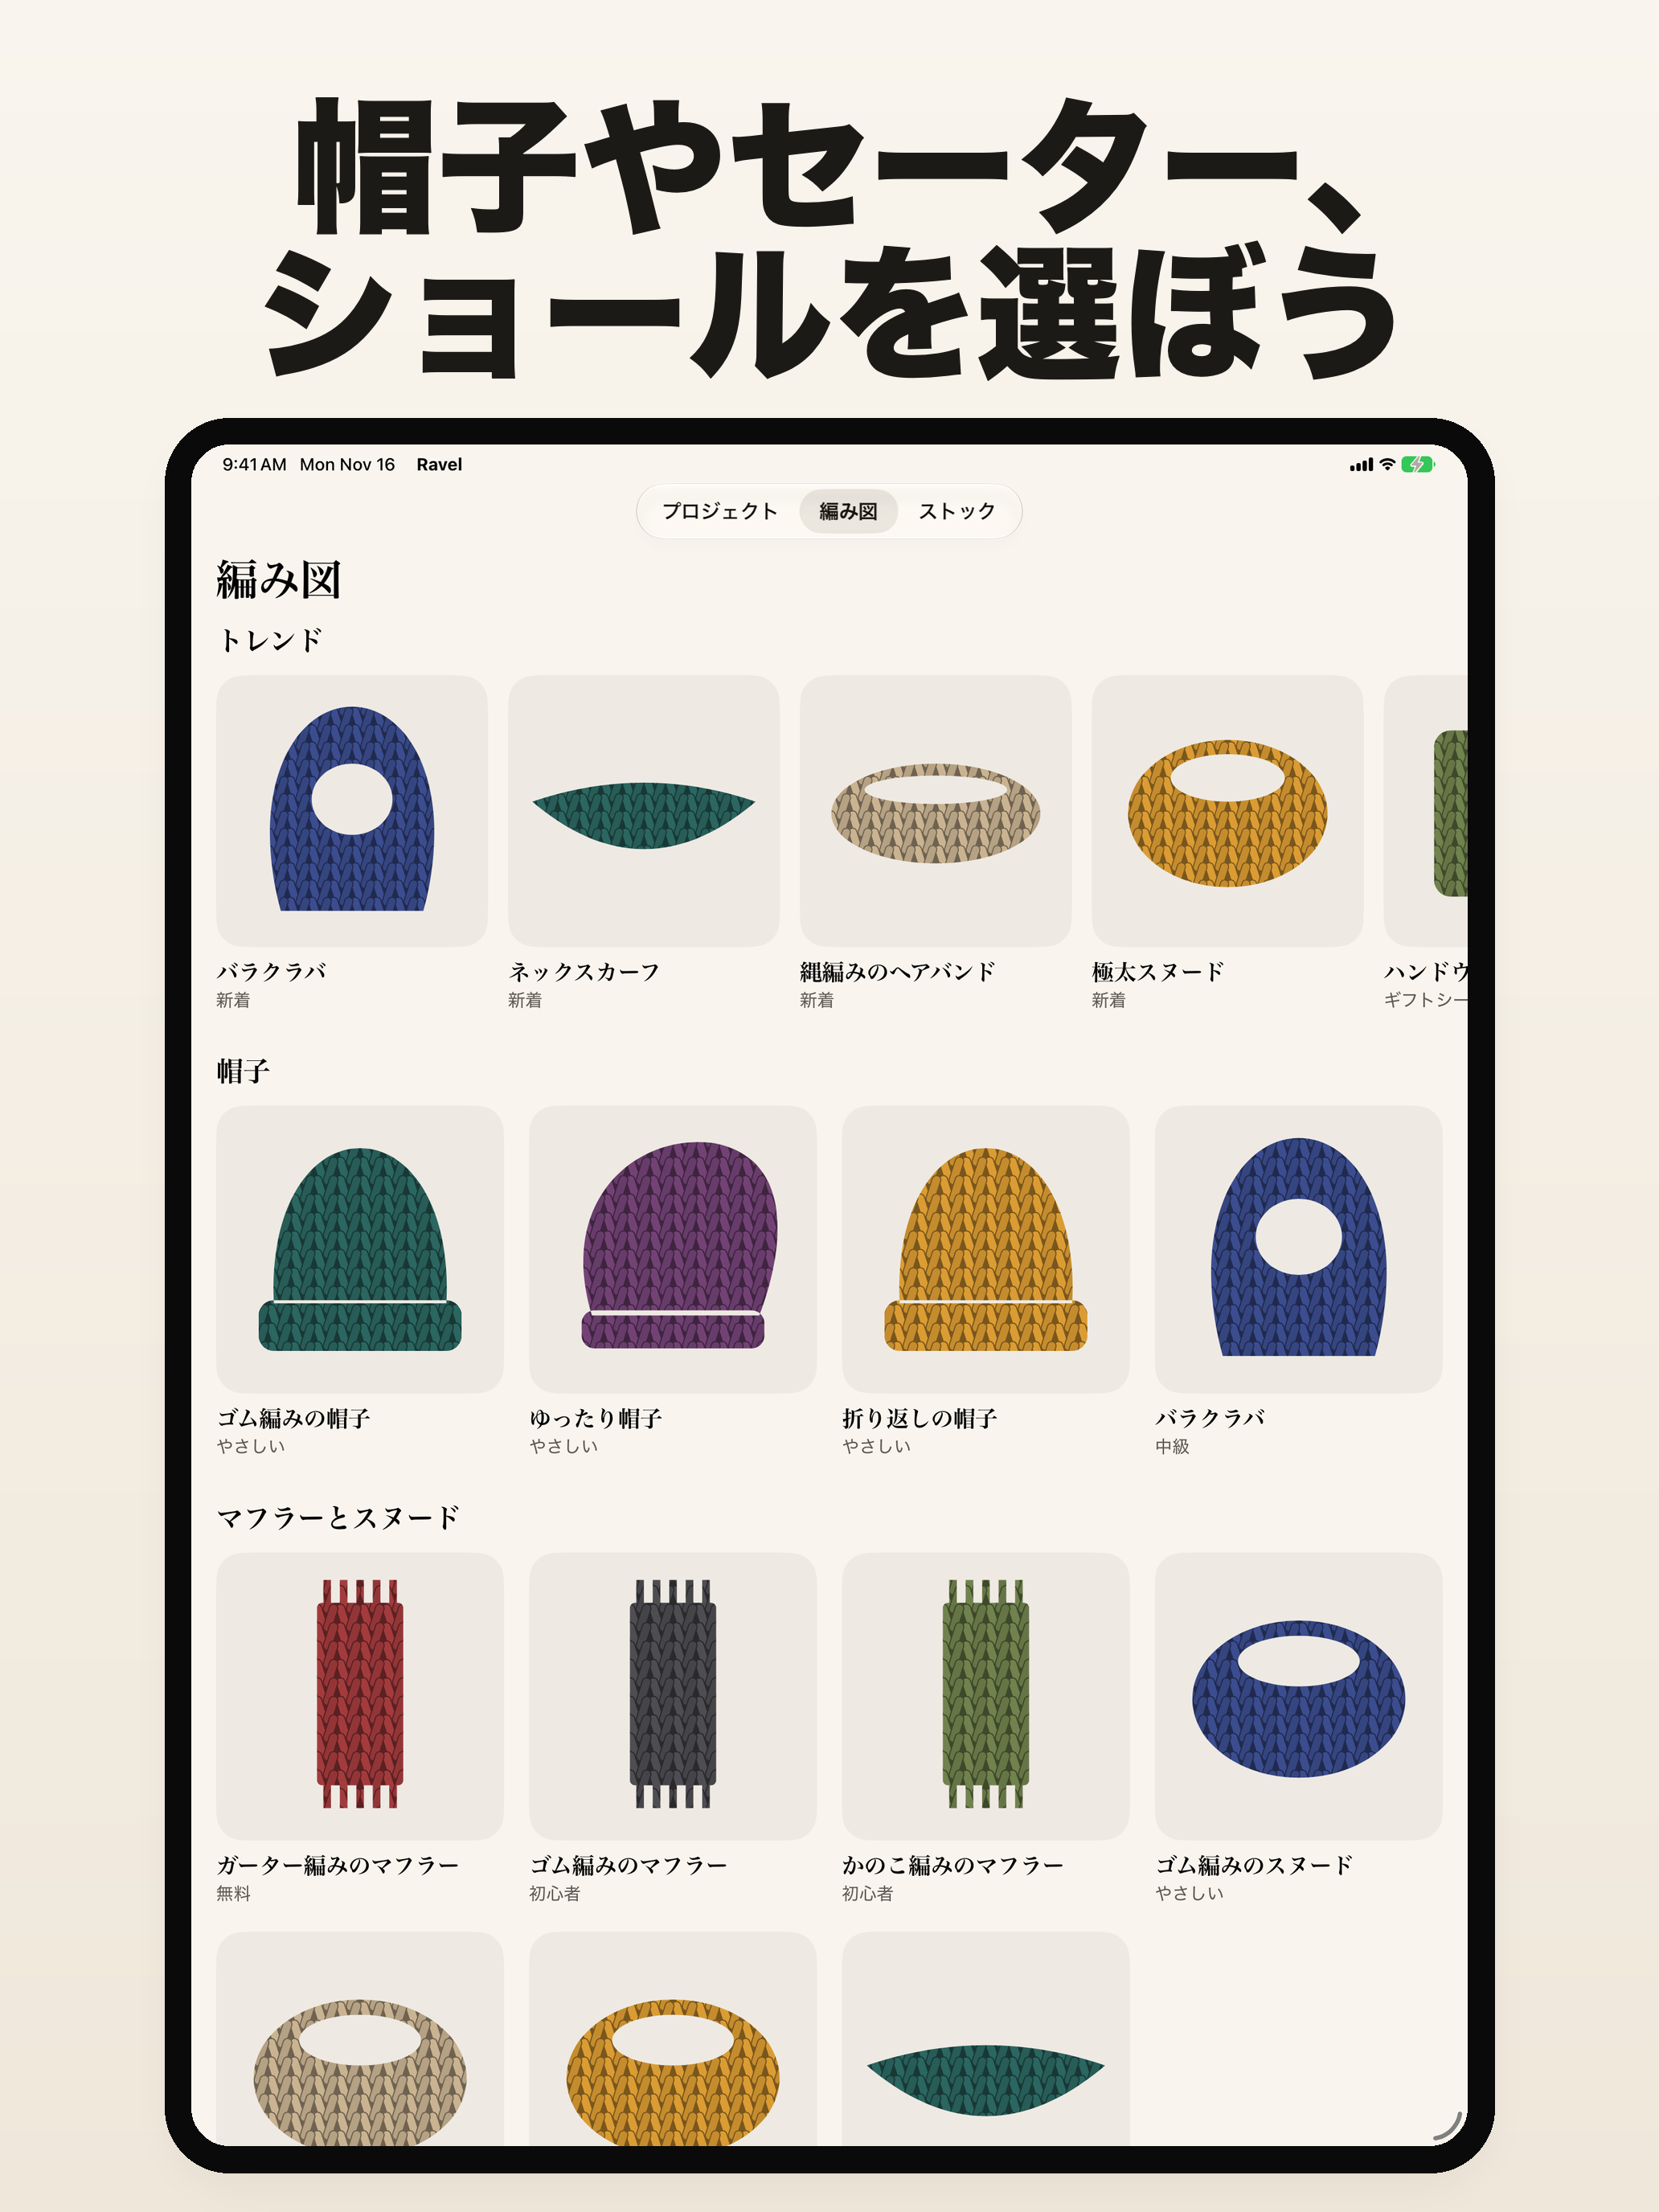 帽子やセーター、
ショールを選ぼう
9:41 AM Mon Nov 16 Ravel
プロジェクト 編み図 ストック
編み図
トレンド
バラクラバ ネックスカーフ 縄編みのヘアバンド 極太スヌード ハンドウ
新着 新着 新着 新着 ギフトシー
帽子
ゴム編みの帽子 ゆったり帽子 折り返しの帽子 バラクラバ
やさしい やさしい やさしい 中級
マフラーとスヌード
ガーター編みのマフラー ゴム編みのマフラー かのこ編みのマフラー ゴム編みのスヌード
無料 初心者 初心者 やさしい